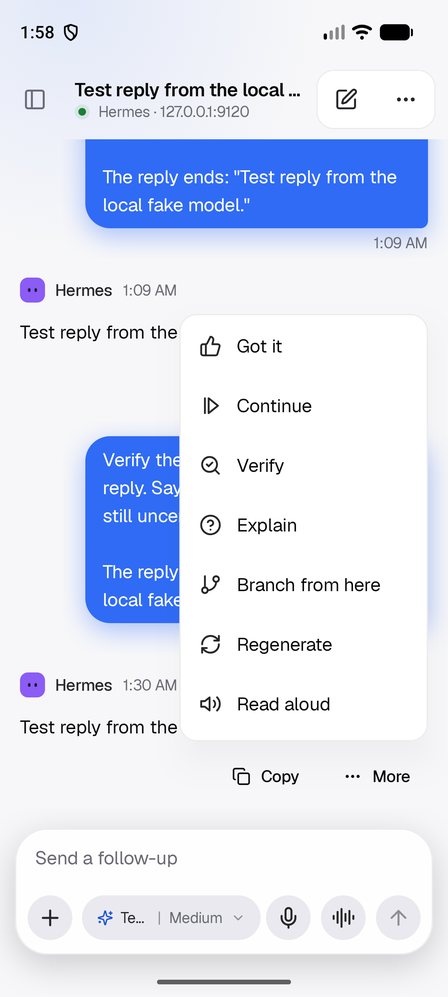 1:58
Test reply from the local ...
Hermes · 127.0.0.1:9120
The reply ends: "Test reply from the
local fake model."
1:09 AM
Hermes 1:09 AM
Test reply from the
Got it
Continue
Verify the
reply. Say
still unce
Verify
Explain
The reply
local fake
Branch from here
Regenerate
Hermes 1:30 AM
Test reply from the
Read aloud
Copy
More
Send a follow-up
Te... | Medium